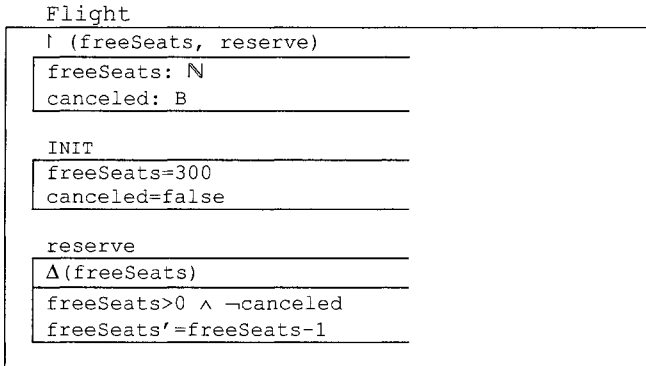 Flight
↾ (freeSeats, reserve)
freeSeats: ℕ
canceled: B
INIT
freeSeats=300
canceled=false
reserve
Δ(freeSeats)
freeSeats>0 ∧ ¬canceled
freeSeats′=freeSeats-1